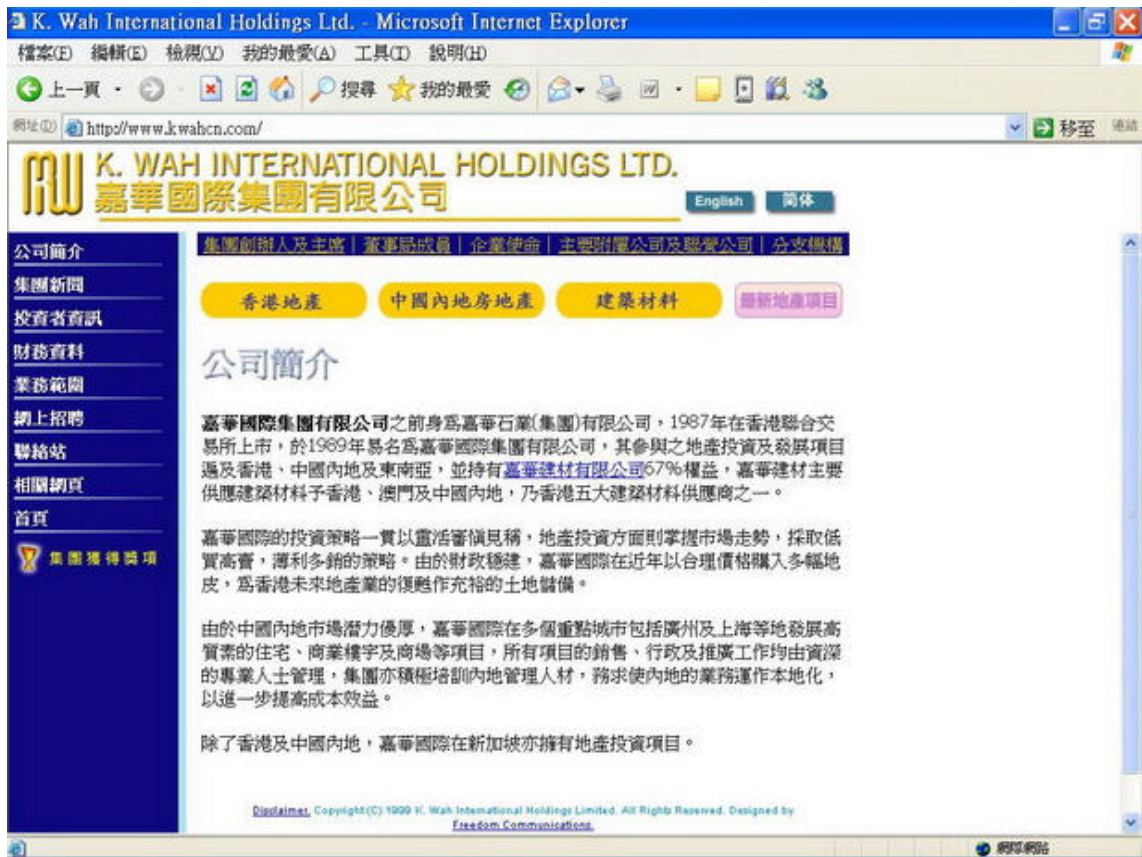 K. Wah International Holdings Ltd. - Microsoft Internet Explorer
檔案(F) 編輯(E) 檢視(V) 我的最愛(A) 工具(T) 說明(H)
上一頁 搜尋 我的最愛
網址(D) http://www.kwahcn.com/ 移至 連結
K. WAH INTERNATIONAL HOLDINGS LTD.
嘉華國際集團有限公司
English 简体
集團創辦人及主席 | 董事局成員 | 企業使命 | 主要附屬公司及聯營公司 | 分支機構
公司簡介
集團新聞
投資者資訊
財務資料
業務範圍
網上招聘
聯絡站
相關網頁
首頁
集團獲得獎項
香港地產 中國內地房地產 建築材料 最新地產項目
公司簡介
嘉華國際集團有限公司之前身為嘉華石業(集團)有限公司，1987年在香港聯合交
易所上市，於1989年易名為嘉華國際集團有限公司，其參與之地產投資及發展項目
遍及香港、中國內地及東南亞，並持有嘉華建材有限公司67%權益，嘉華建材主要
供應建築材料予香港、澳門及中國內地，乃香港五大建築材料供應商之一。
嘉華國際的投資策略一貫以靈活審慎見稱，地產投資方面則掌握市場走勢，採取低
買高賣，薄利多銷的策略。由於財政穩健，嘉華國際在近年以合理價格購入多幅地
皮，為香港未來地產業的復甦作充裕的土地儲備。
由於中國內地市場潛力優厚，嘉華國際在多個重點城市包括廣州及上海等地發展高
質素的住宅、商業樓宇及商場等項目，所有項目的銷售、行政及推廣工作均由資深
的專業人士管理，集團亦積極培訓內地管理人材，務求使內地的業務運作本地化，
以進一步提高成本效益。
除了香港及中國內地，嘉華國際在新加坡亦擁有地產投資項目。
Disclaimer. Copyright (C) 1999 K. Wah International Holdings Limited. All Rights Reserved. Designed by
Freedom Communications.
網際網路